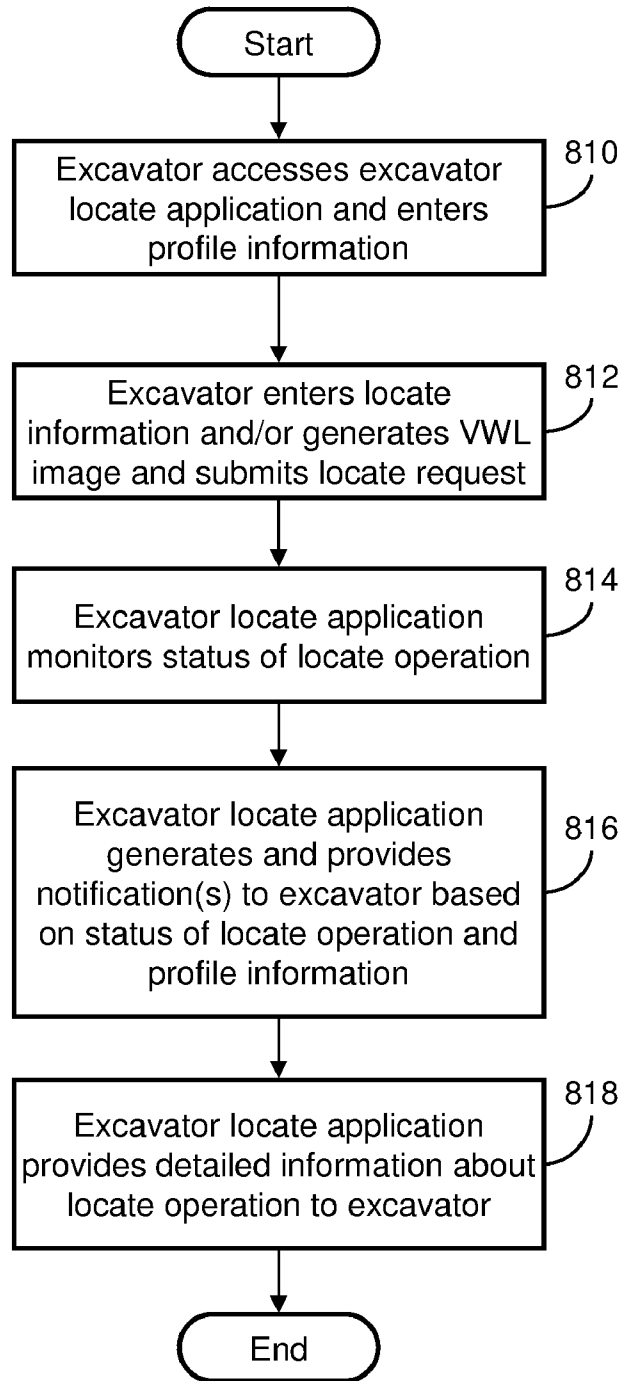 Start
810
Excavator accesses excavator
locate application and enters
profile information
812
Excavator enters locate
information and/or generates VWL
image and submits locate request
814
Excavator locate application
monitors status of locate operation
816
Excavator locate application
generates and provides
notification(s) to excavator based
on status of locate operation and
profile information
818
Excavator locate application
provides detailed information about
locate operation to excavator
End